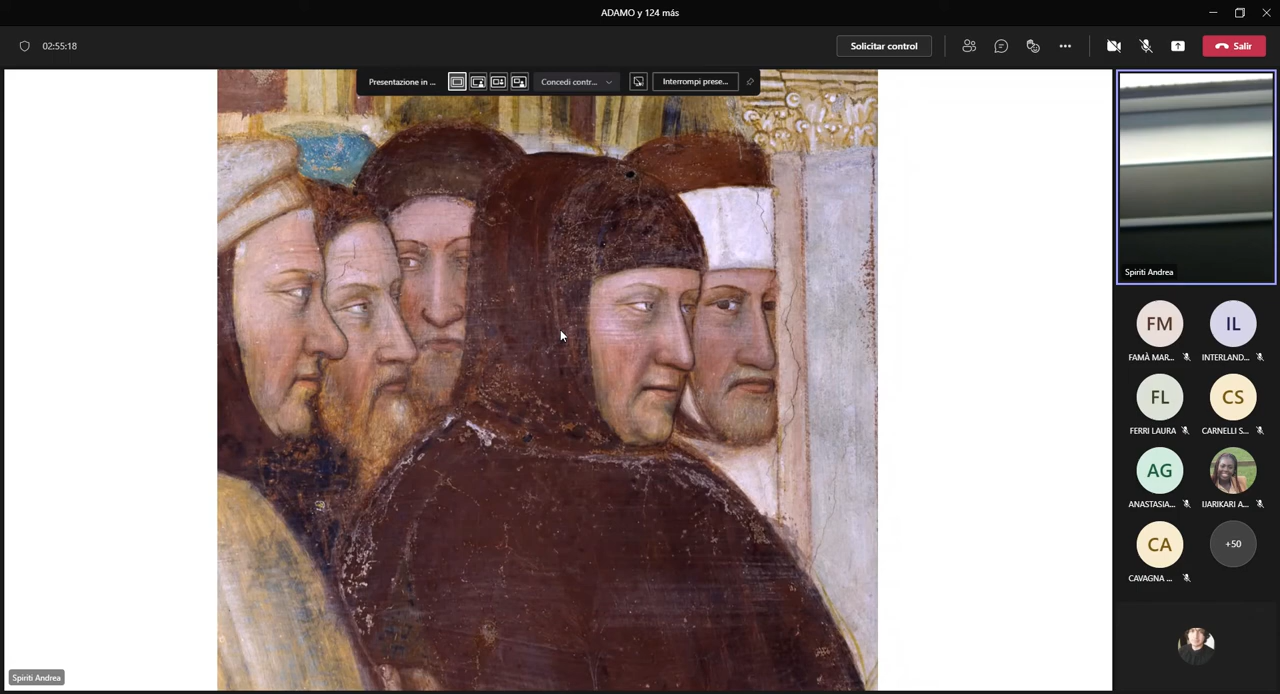 ADAMO y 124 más
02:55:18
Solicitar control
Salir
Presentazione in ...
Concedi contr...
Interrompi prese...
Spiriti Andrea
FM
IL
FAMÀ MAR...
INTERLAND...
FL
CS
FERRI LAURA
CARNELLI S...
AG
ANASTASIA...
IJARIKARI A...
CA
+50
CAVAGNA ...
Spiriti Andrea